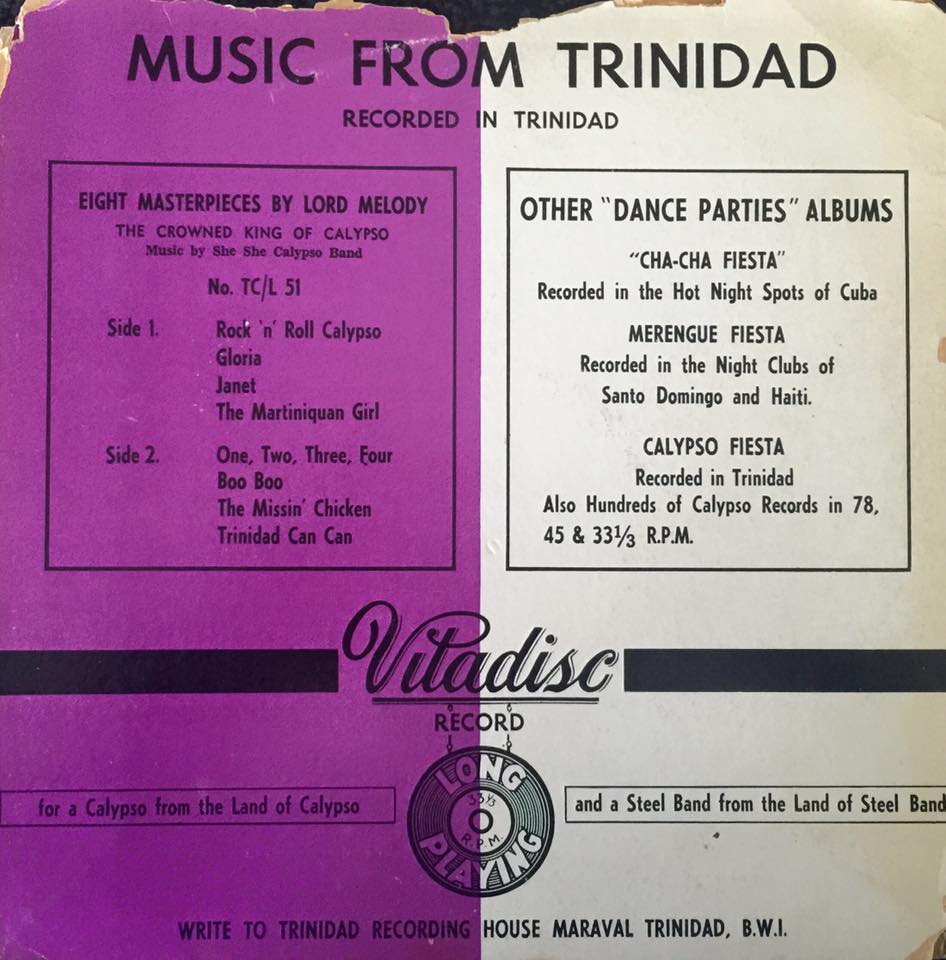 MUSIC FROM TRINIDAD
RECORDED IN TRINIDAD
EIGHT MASTERPIECES BY LORD MELODY
THE CROWNED KING OF CALYPSO
Music by She She Calypso Band
No. TC/L 51
Side 1. Rock 'n' Roll Calypso
Gloria
Janet
The Martiniquan Girl
Side 2. One, Two, Three, Four
Boo Boo
The Missin' Chicken
Trinidad Can Can
OTHER "DANCE PARTIES" ALBUMS
"CHA-CHA FIESTA"
Recorded in the Hot Night Spots of Cuba
MERENGUE FIESTA
Recorded in the Night Clubs of
Santo Domingo and Haiti.
CALYPSO FIESTA
Recorded in Trinidad
Also Hundreds of Calypso Records in 78,
45 & 33⅓ R.P.M.
Vitadisc
RECORD
LONG
33⅓
R.P.M.
PLAYING
for a Calypso from the Land of Calypso
and a Steel Band from the Land of Steel Band
WRITE TO TRINIDAD RECORDING HOUSE MARAVAL TRINIDAD, B.W.I.